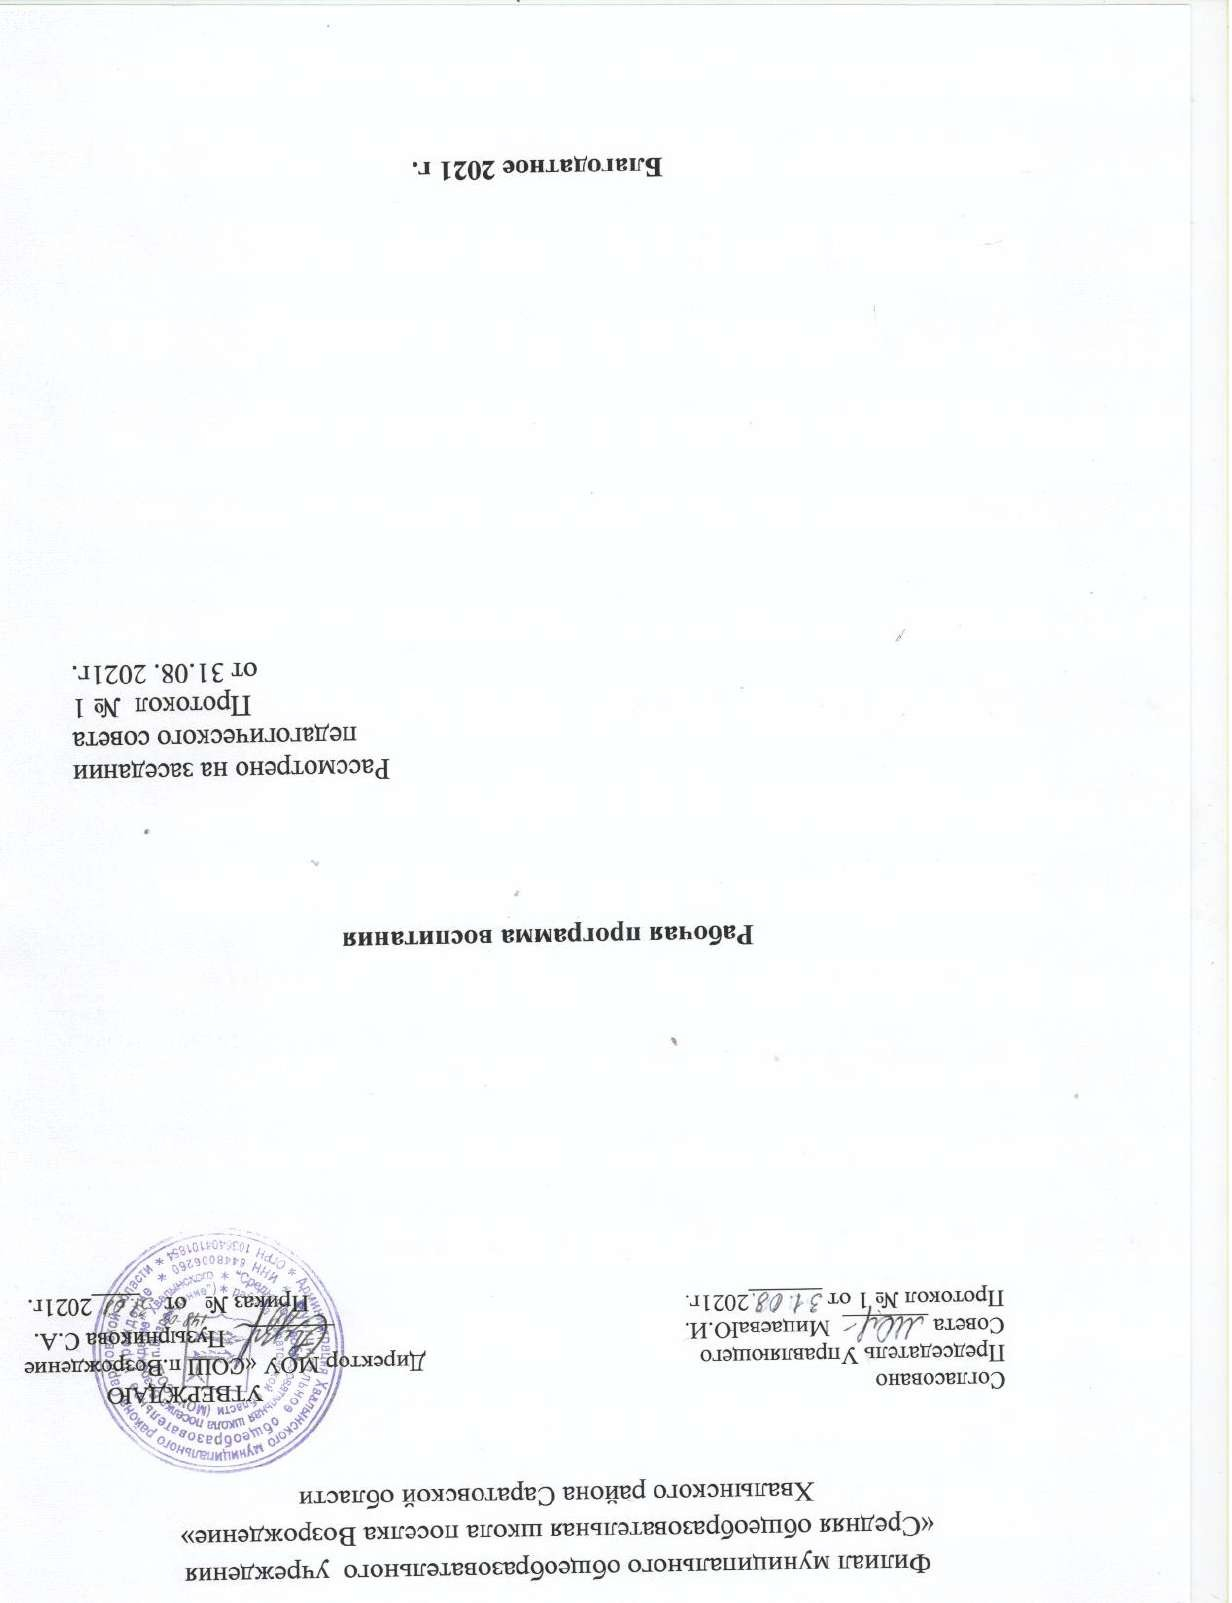 Филиал муниципального общеобразовательного учреждения
«Средняя общеобразовательная школа поселка Возрождение»
Хвалынского района Саратовской области
Согласовано
Председатель Управляющего
Совета МицаеваЮ.И.
Протокол № 1 от 31.08.2021г.
УТВЕРЖДАЮ
Директор МОУ «СОШ п.Возрождение
Пузырникова С.А.
Приказ № от 2021г.
Рабочая программа воспитания
Рассмотрено на заседании
педагогического совета
Протокол № 1
от 31.08. 2021г.
Благодатное 2021 г.